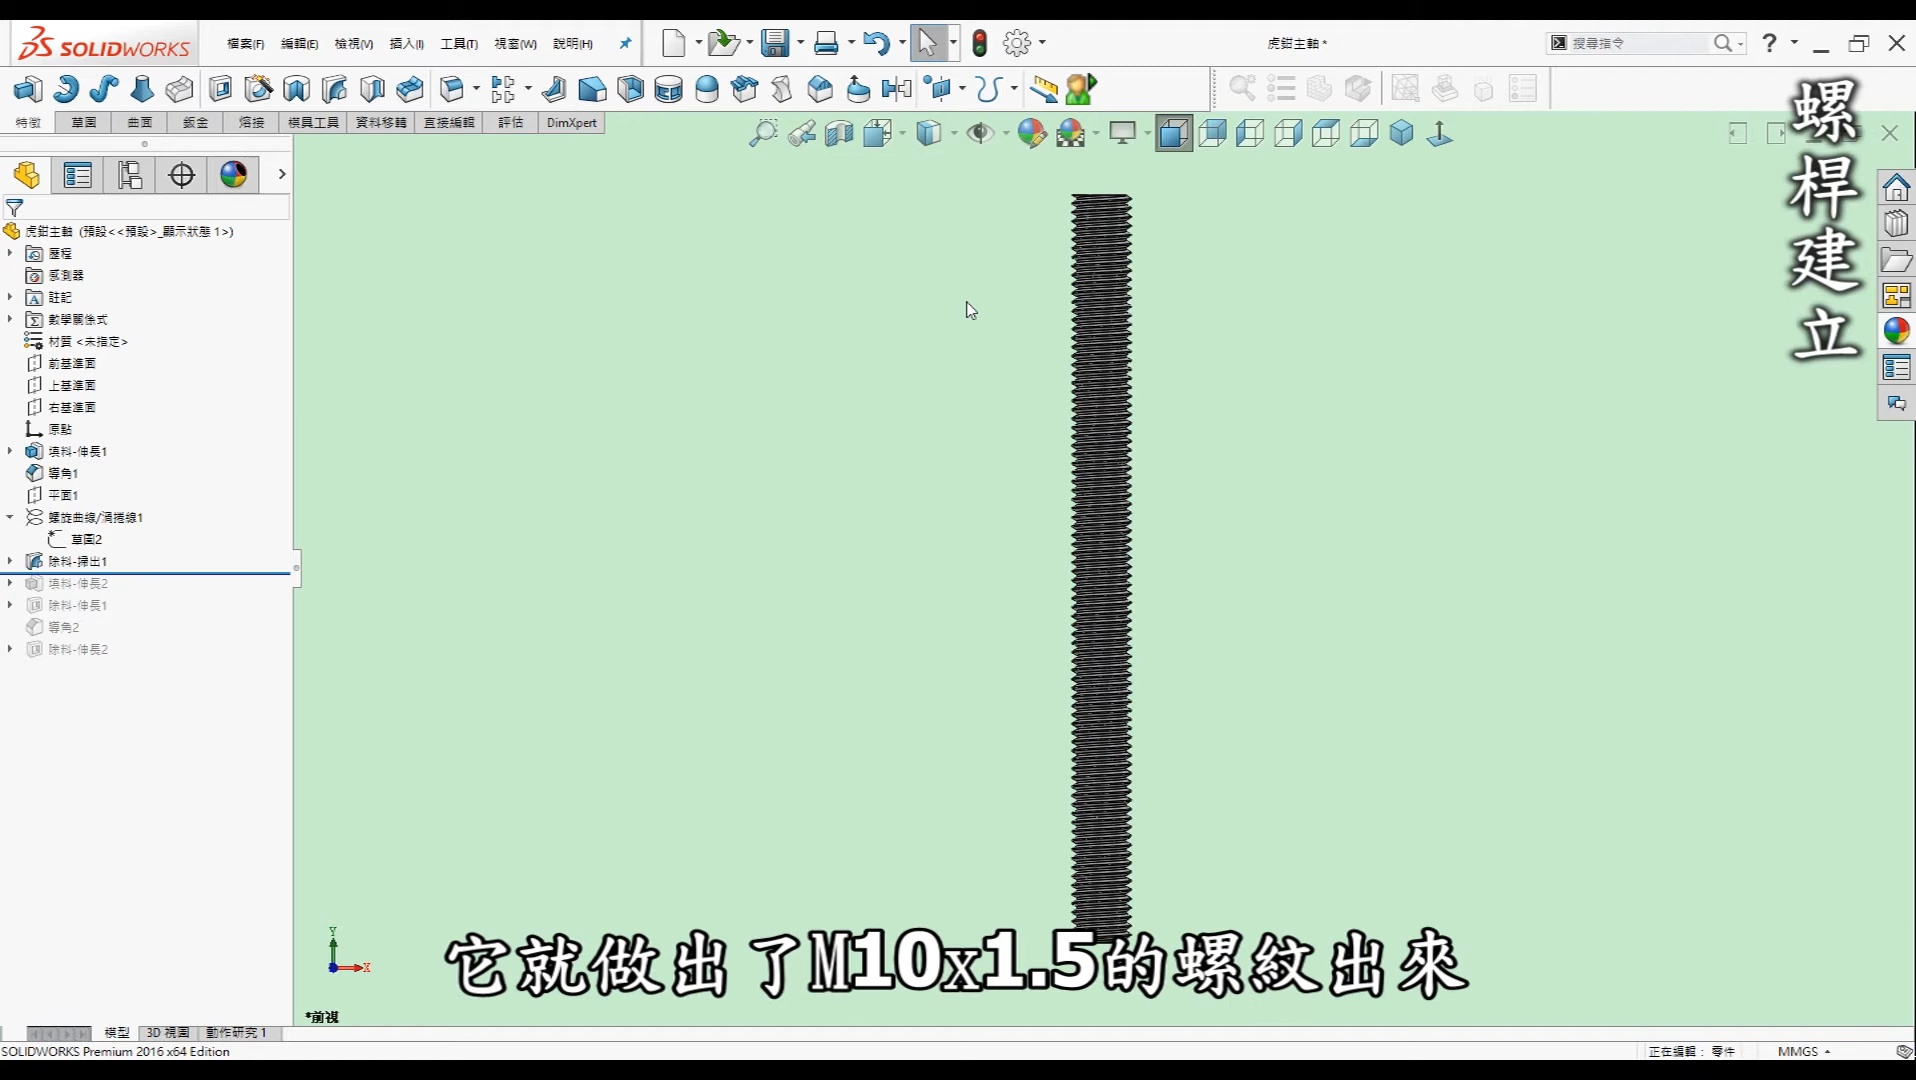 SOLIDWORKS
檔案(F) 編輯(E) 檢視(V) 插入(I) 工具(T) 視窗(W) 說明(H)
虎鉗主軸 *
搜尋指令
?
特徵 草圖 曲面 鈑金 熔接 模具工具 資料移轉 直接編輯 評估 DimXpert
螺桿建立
虎鉗主軸 (預設<<預設>_顯示狀態 1>)
歷程
感測器
註記
數學關係式
材質 <未指定>
前基準面
上基準面
右基準面
原點
填料-伸長1
導角1
平面1
螺旋曲線/渦捲線1
草圖2
除料-掃出1
填料-伸長2
除料-伸長1
導角2
除料-伸長2
Y
X
它就做出了M10x1.5的螺紋出來
*前視
模型 3D 視圖 動作研究 1
SOLIDWORKS Premium 2016 x64 Edition
正在編輯： 零件
MMGS